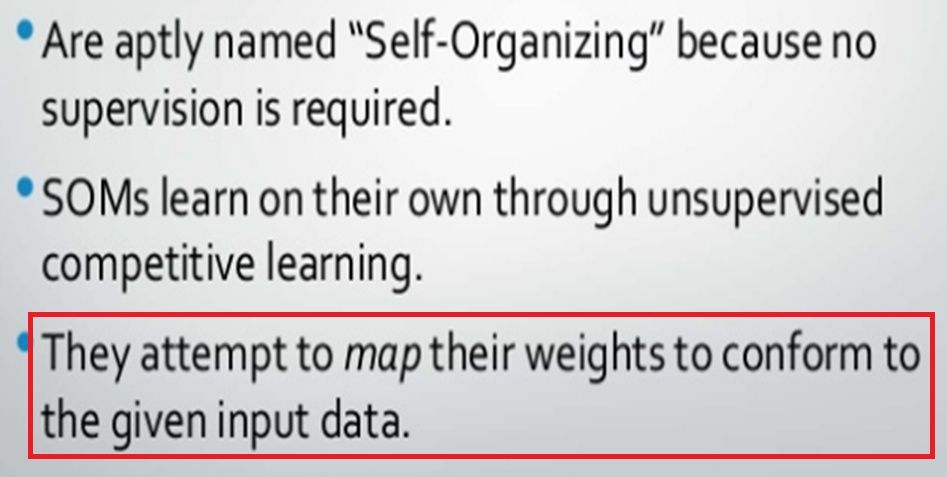 • Are aptly named “Self-Organizing” because no
supervision is required.
• SOMs learn on their own through unsupervised
competitive learning.
• They attempt to map their weights to conform to
the given input data.